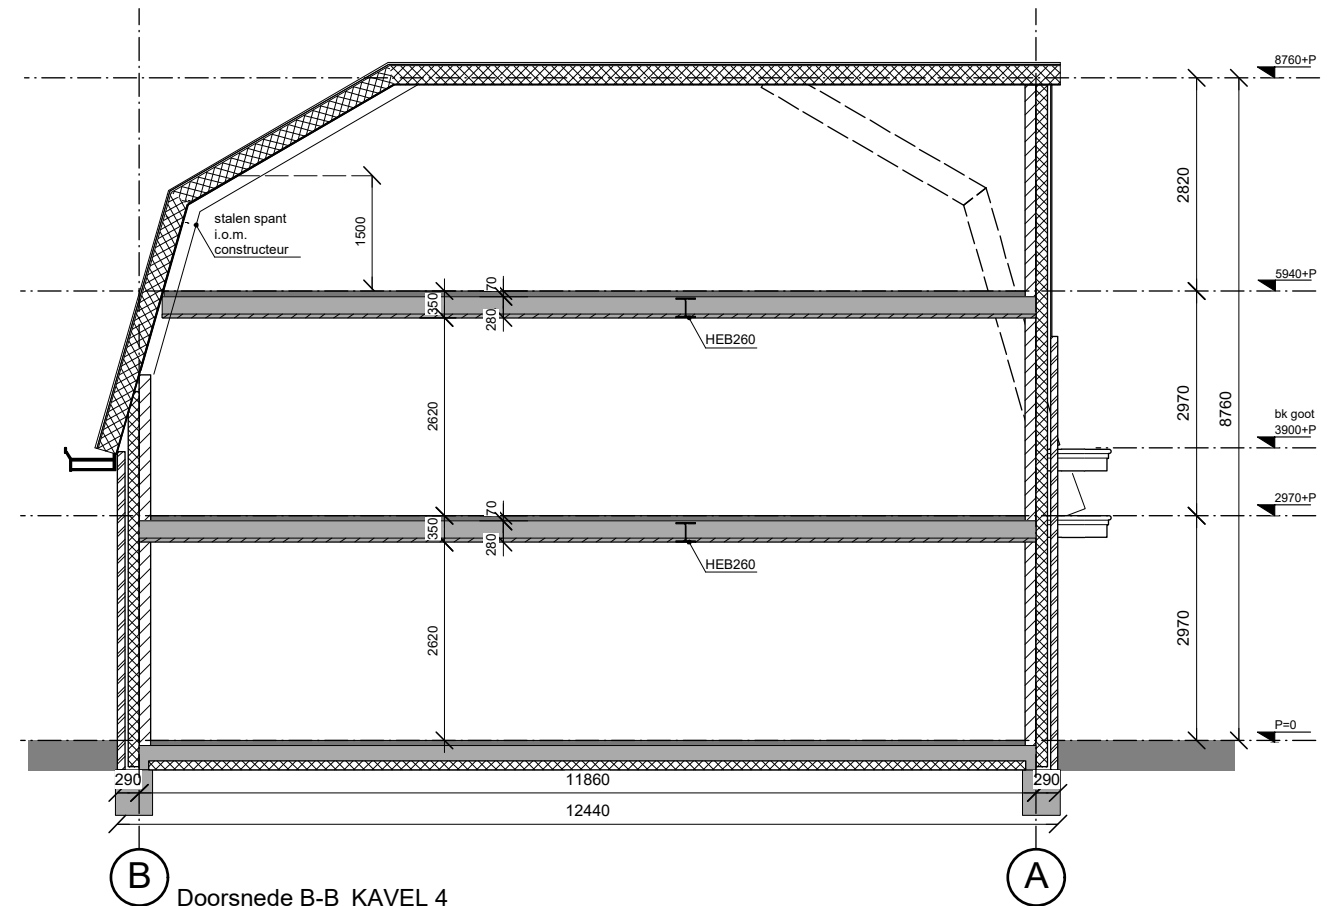 8760+P
2820
1500
stalen spant
i.o.m.
constructeur
5940+P
70
350
280
HEB260
2620
2970
8760
bk goot
3900+P
2970+P
70
350
280
HEB260
2620
2970
P=0
290
11860
290
12440
B
A
Doorsnede B-B KAVEL 4